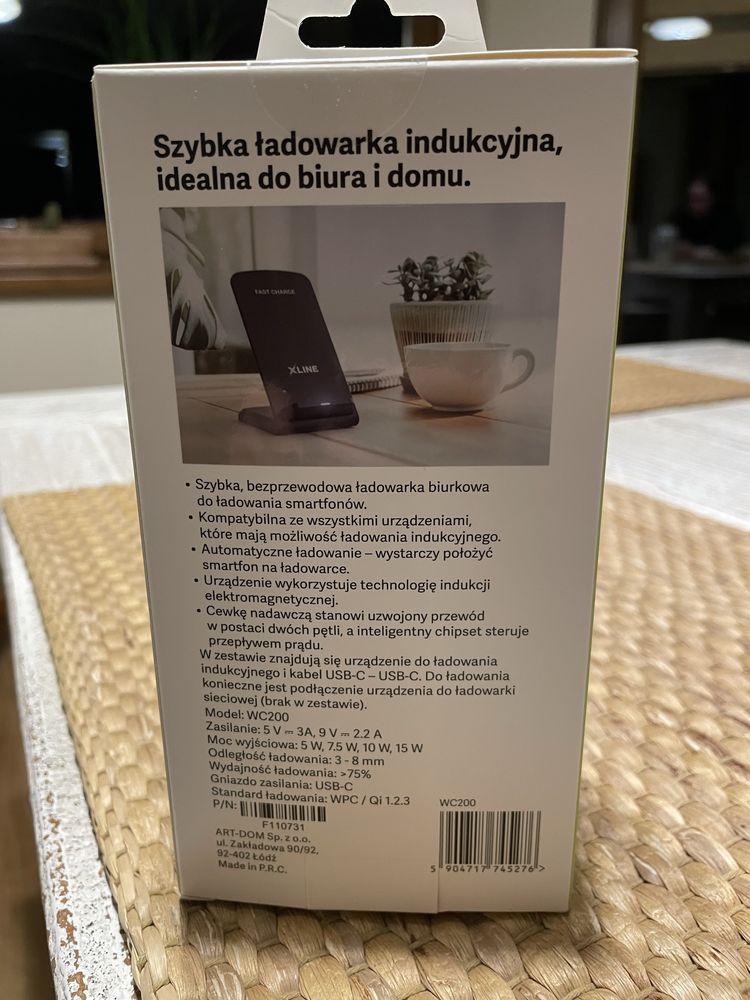 Szybka ładowarka indukcyjna,
idealna do biura i domu.
FAST CHARGE
XLINE
• Szybka, bezprzewodowa ładowarka biurkowa
do ładowania smartfonów.
• Kompatybilna ze wszystkimi urządzeniami,
które mają możliwość ładowania indukcyjnego.
• Automatyczne ładowanie – wystarczy położyć
smartfon na ładowarce.
• Urządzenie wykorzystuje technologię indukcji
elektromagnetycznej.
• Cewkę nadawczą stanowi uzwojony przewód
w postaci dwóch pętli, a inteligentny chipset steruje
przepływem prądu.
W zestawie znajdują się urządzenie do ładowania
indukcyjnego i kabel USB-C – USB-C. Do ładowania
konieczne jest podłączenie urządzenia do ładowarki
sieciowej (brak w zestawie).
Model: WC200
Zasilanie: 5 V ⎓ 3A, 9 V ⎓ 2.2 A
Moc wyjściowa: 5 W, 7.5 W, 10 W, 15 W
Odległość ładowania: 3 - 8 mm
Wydajność ładowania: >75%
Gniazdo zasilania: USB-C
Standard ładowania: WPC / Qi 1.2.3
P/N:
F110731
ART-DOM Sp. z o.o.
ul. Zakładowa 90/92,
92-402 Łódź
Made in P.R.C.
WC200
5 904717 745276 >